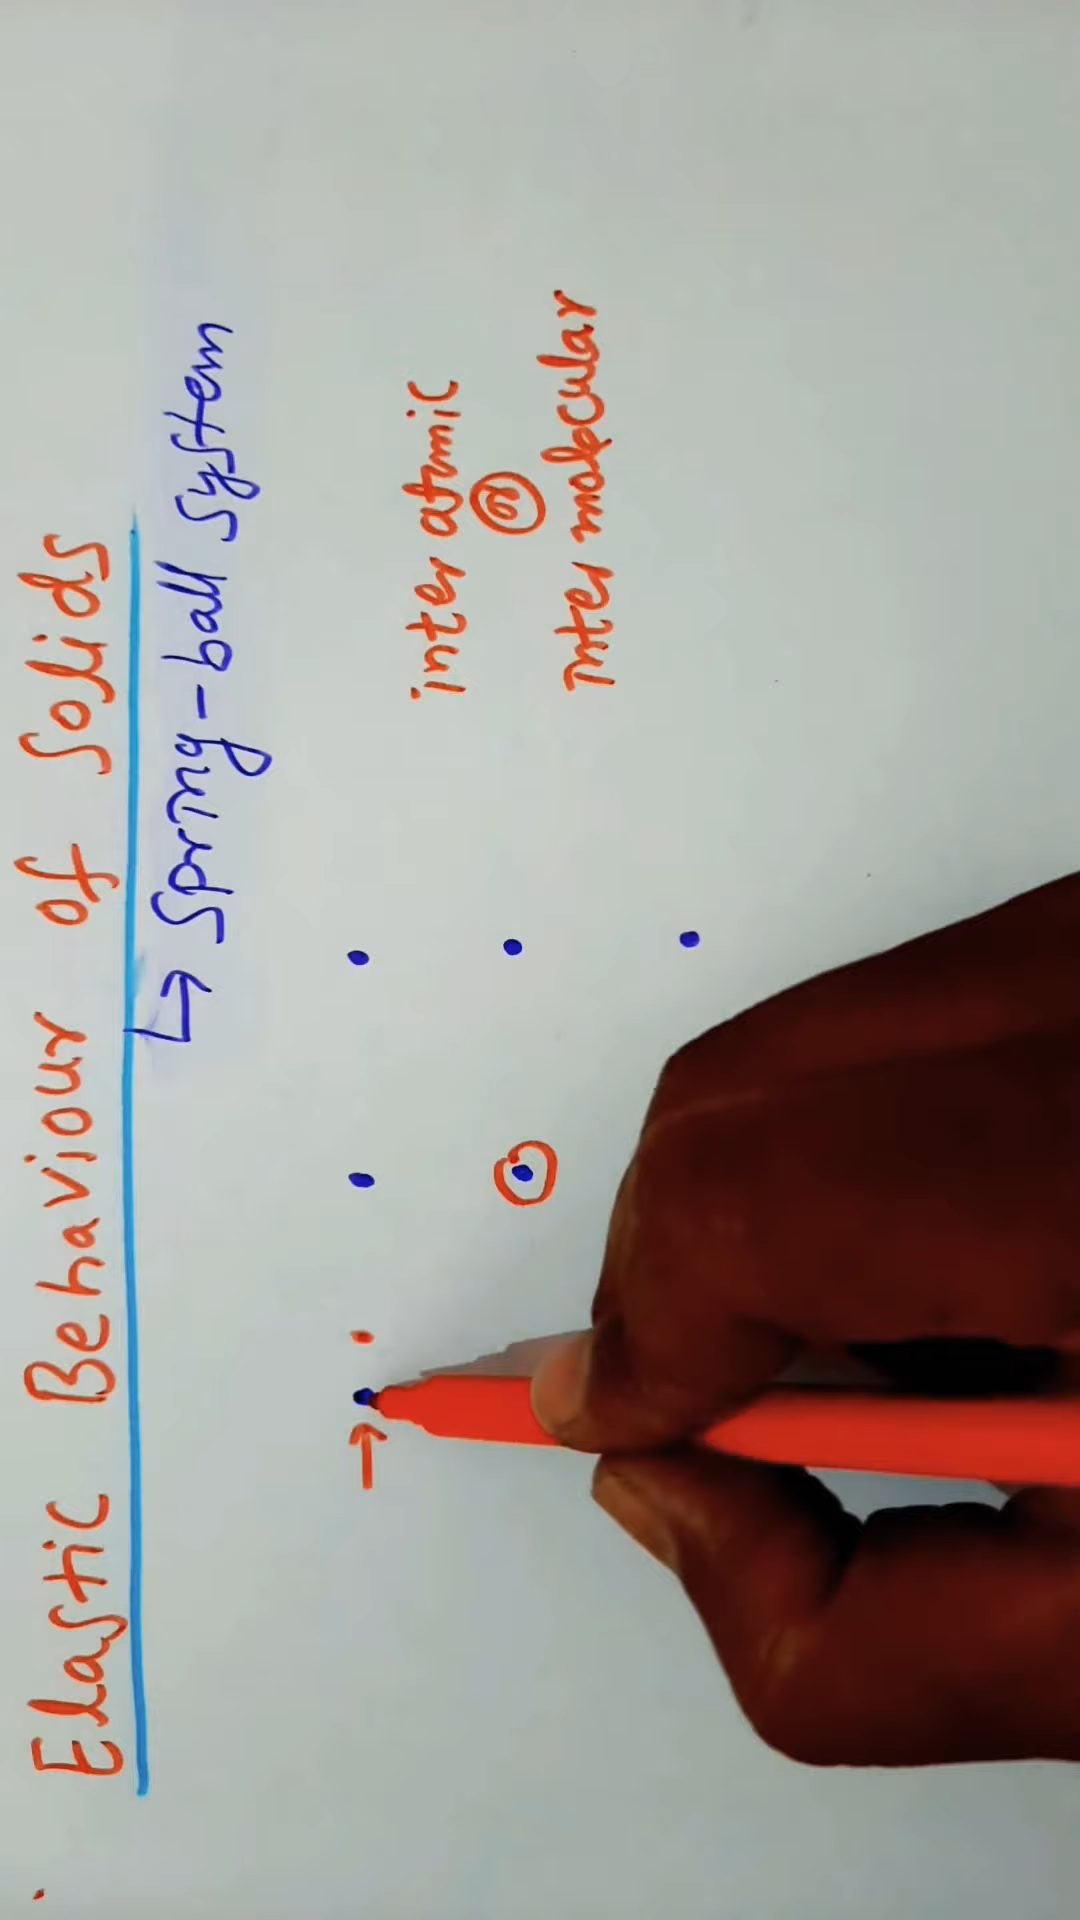 Elastic Behaviour of Solids
↳ Spring-ball System
inter atomic
or
Inter molecular